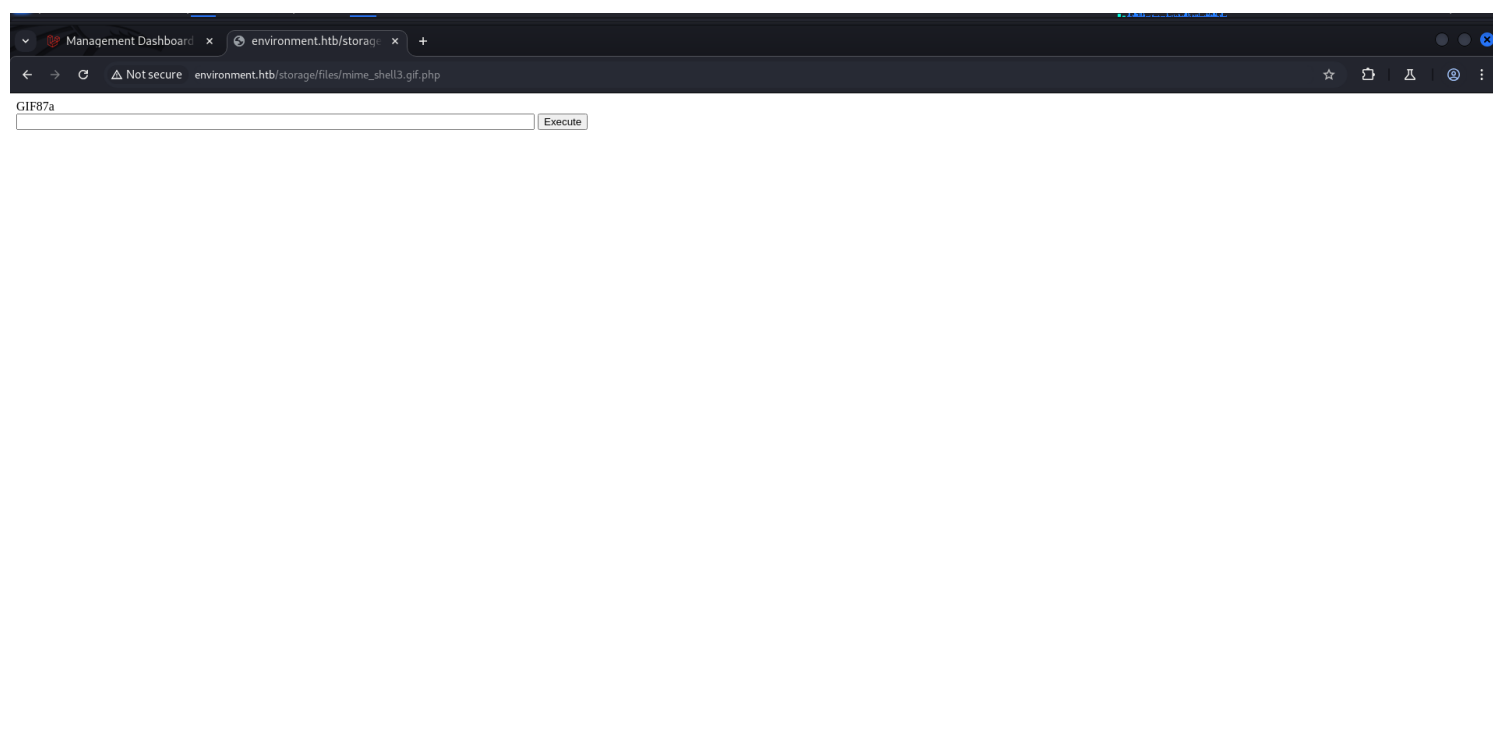 Management Dashboard
environment.htb/storage
Not secure environment.htb/storage/files/mime_shell3.gif.php
GIF87a
Execute